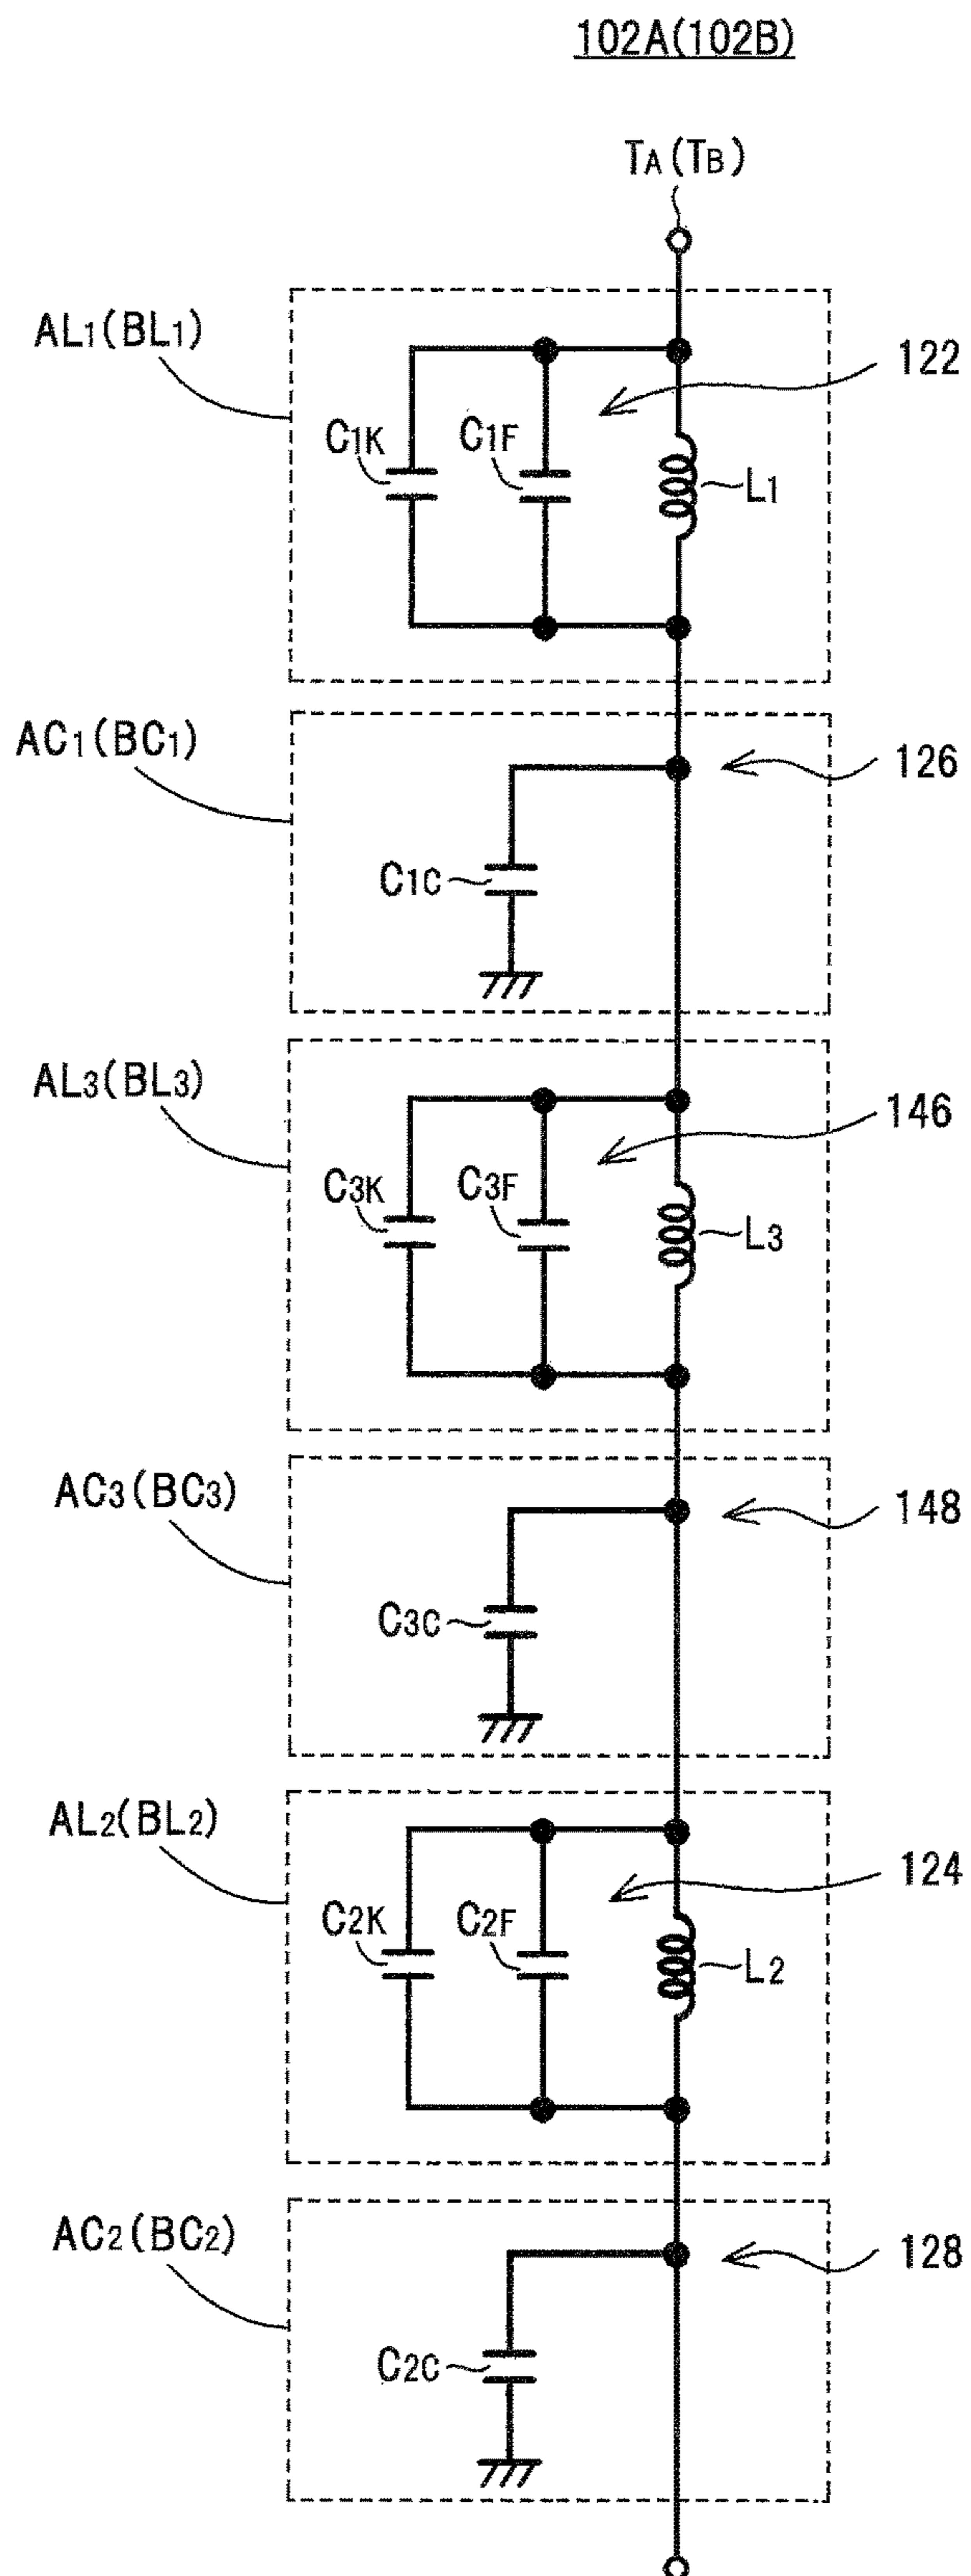 102A(102B)
TA(TB)
AL1(BL1)
122
C1K
C1F
L1
AC1(BC1)
126
C1C
AL3(BL3)
146
C3K
C3F
L3
AC3(BC3)
148
C3C
AL2(BL2)
124
C2K
C2F
L2
AC2(BC2)
128
C2C